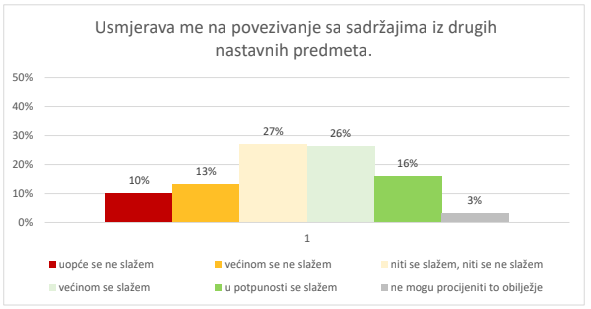 Usmjerava me na povezivanje sa sadržajima iz drugih
nastavnih predmeta.
50%
40%
30%
20%
10%
0%
10%
13%
27%
26%
16%
3%
1
uopće se ne slažem
većinom se ne slažem
niti se slažem, niti se ne slažem
većinom se slažem
u potpunosti se slažem
ne mogu procijeniti to obilježje